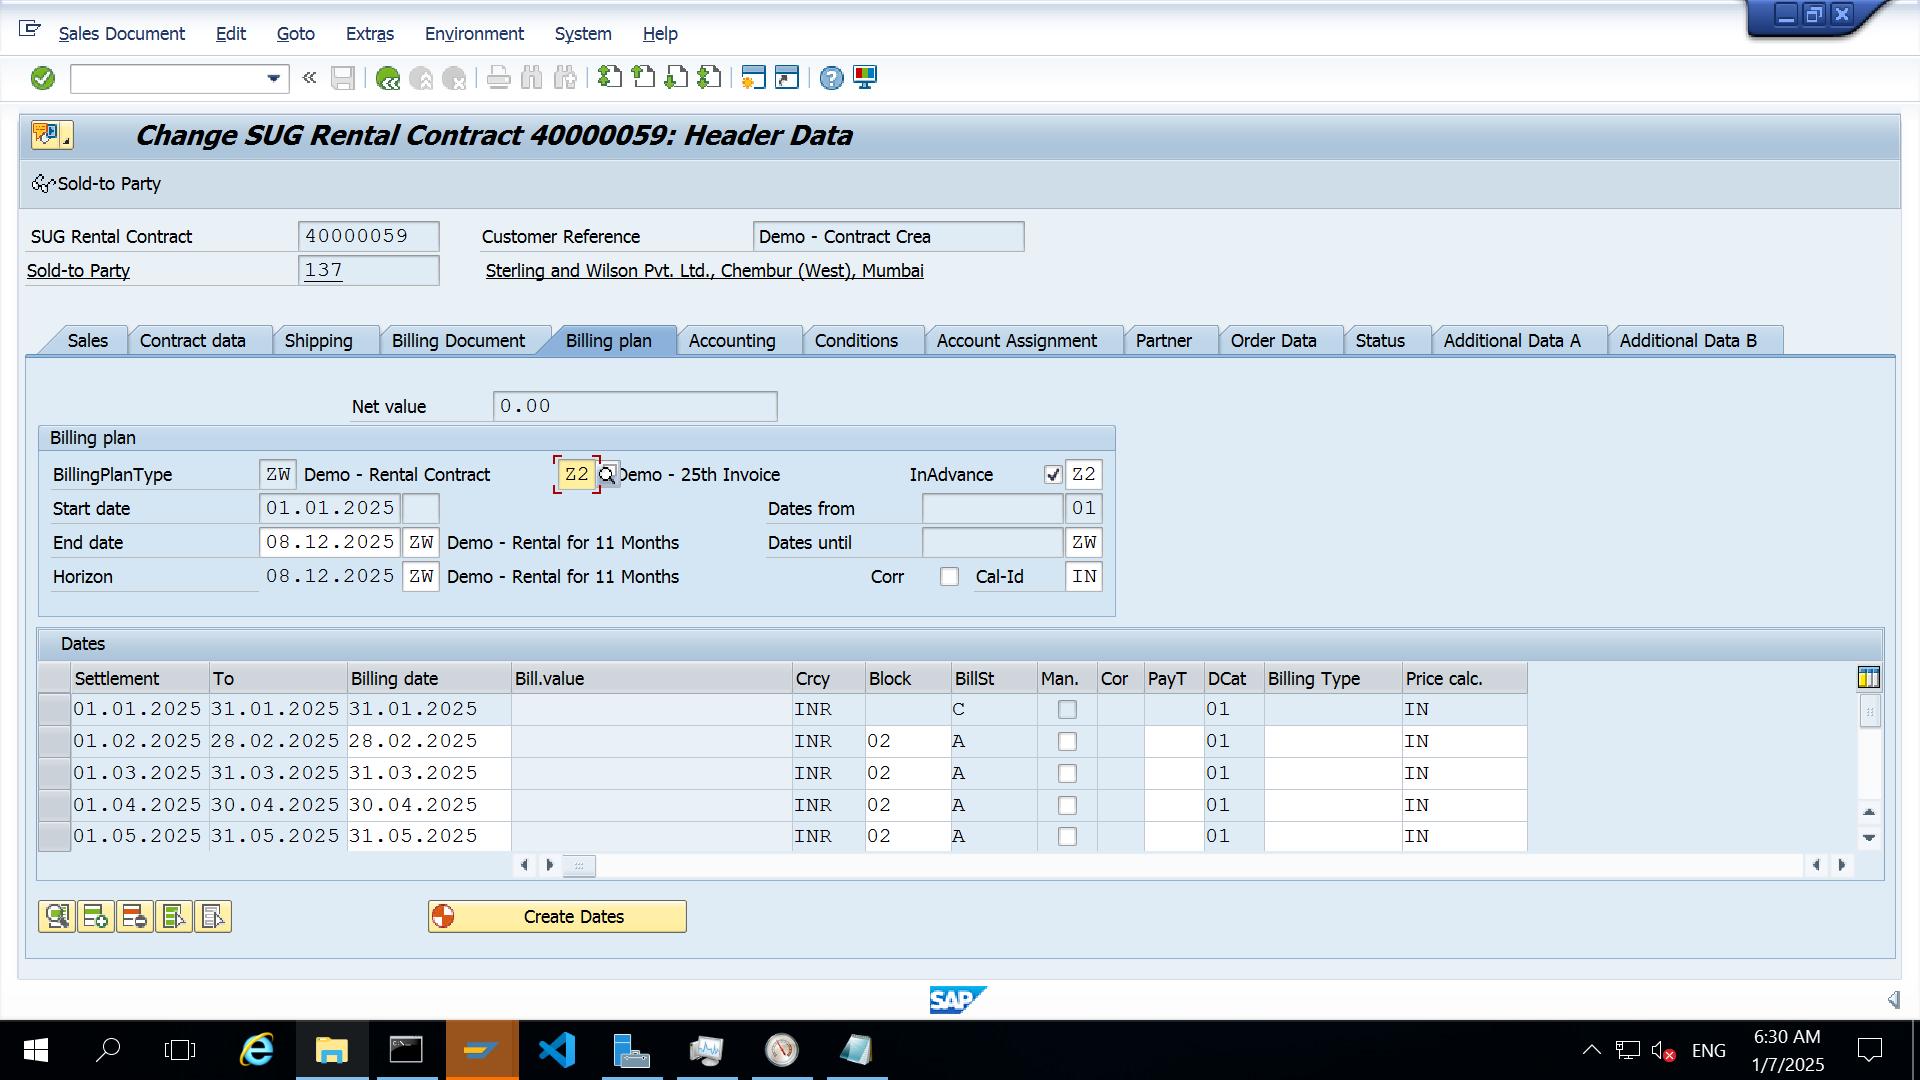 Sales Document Edit Goto Extras Environment System Help
Change SUG Rental Contract 40000059: Header Data
Sold-to Party
SUG Rental Contract 40000059 Customer Reference Demo - Contract Crea
Sold-to Party 137 Sterling and Wilson Pvt. Ltd., Chembur (West), Mumbai
Sales Contract data Shipping Billing Document Billing plan Accounting Conditions Account Assignment Partner Order Data Status Additional Data A Additional Data B
Net value 0.00
Billing plan
BillingPlanType ZW Demo - Rental Contract Z2 Demo - 25th Invoice InAdvance Z2
Start date 01.01.2025 Dates from 01
End date 08.12.2025 ZW Demo - Rental for 11 Months Dates until ZW
Horizon 08.12.2025 ZW Demo - Rental for 11 Months Corr Cal-Id IN
Dates
Settlement To Billing date Bill.value Crcy Block BillSt Man. Cor PayT DCat Billing Type Price calc.
01.01.2025 31.01.2025 31.01.2025 INR C 01 IN
01.02.2025 28.02.2025 28.02.2025 INR 02 A 01 IN
01.03.2025 31.03.2025 31.03.2025 INR 02 A 01 IN
01.04.2025 30.04.2025 30.04.2025 INR 02 A 01 IN
01.05.2025 31.05.2025 31.05.2025 INR 02 A 01 IN
Create Dates
SAP
ENG
6:30 AM
1/7/2025